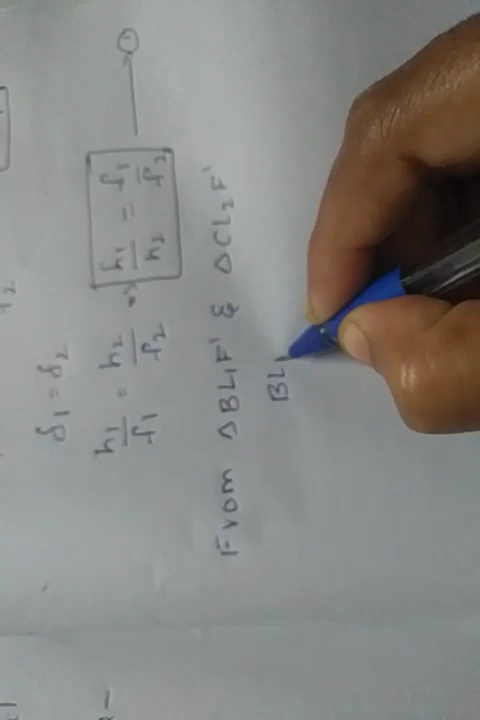 δ1 = δ2
h1/f1 = h2/f2 ⇒ h1/h2 = f1/f2 —①
From ΔBL1F' & ΔCL2F'
BL1